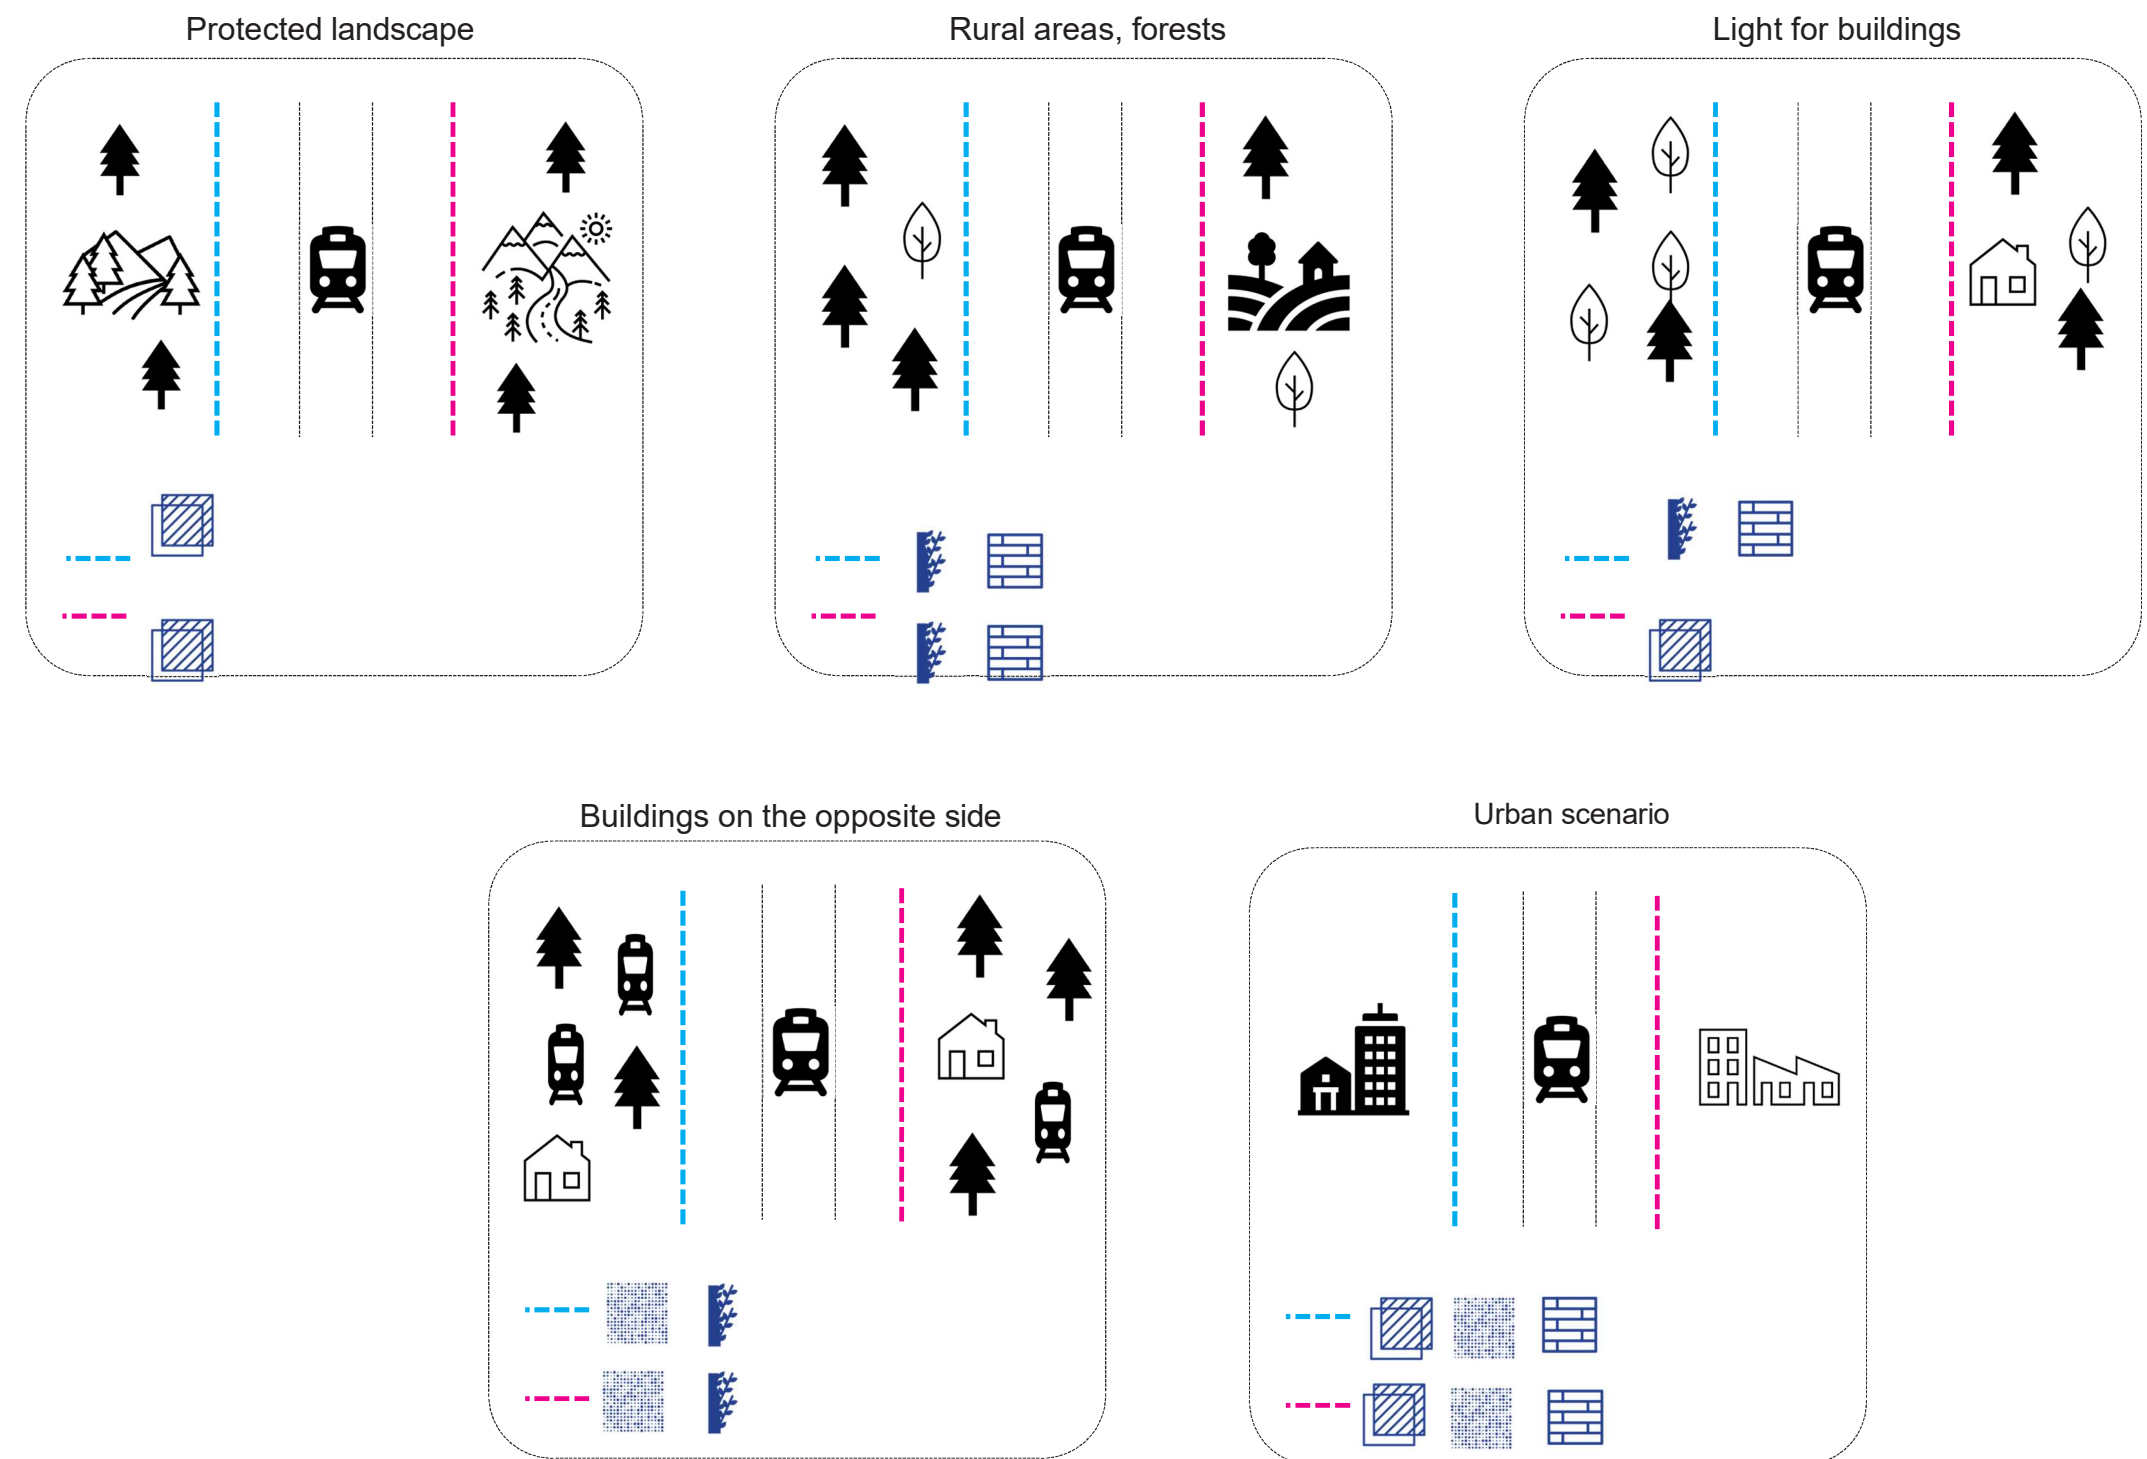 Protected landscape
Rural areas, forests
Light for buildings
Buildings on the opposite side
Urban scenario